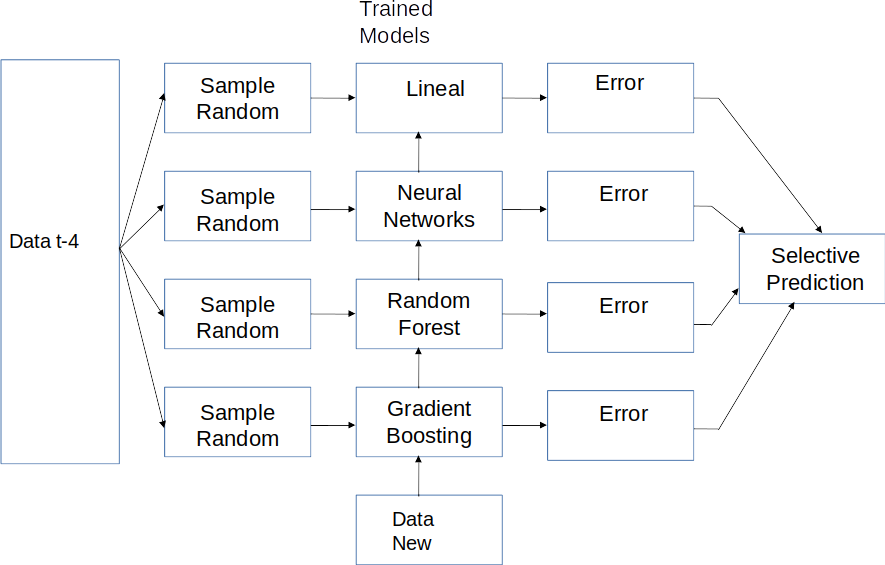 Trained
Models
Data t-4
Sample
Random
Lineal
Error
Sample
Random
Neural
Networks
Error
Sample
Random
Random
Forest
Error
Sample
Random
Gradient
Boosting
Error
Selective
Prediction
Data
New